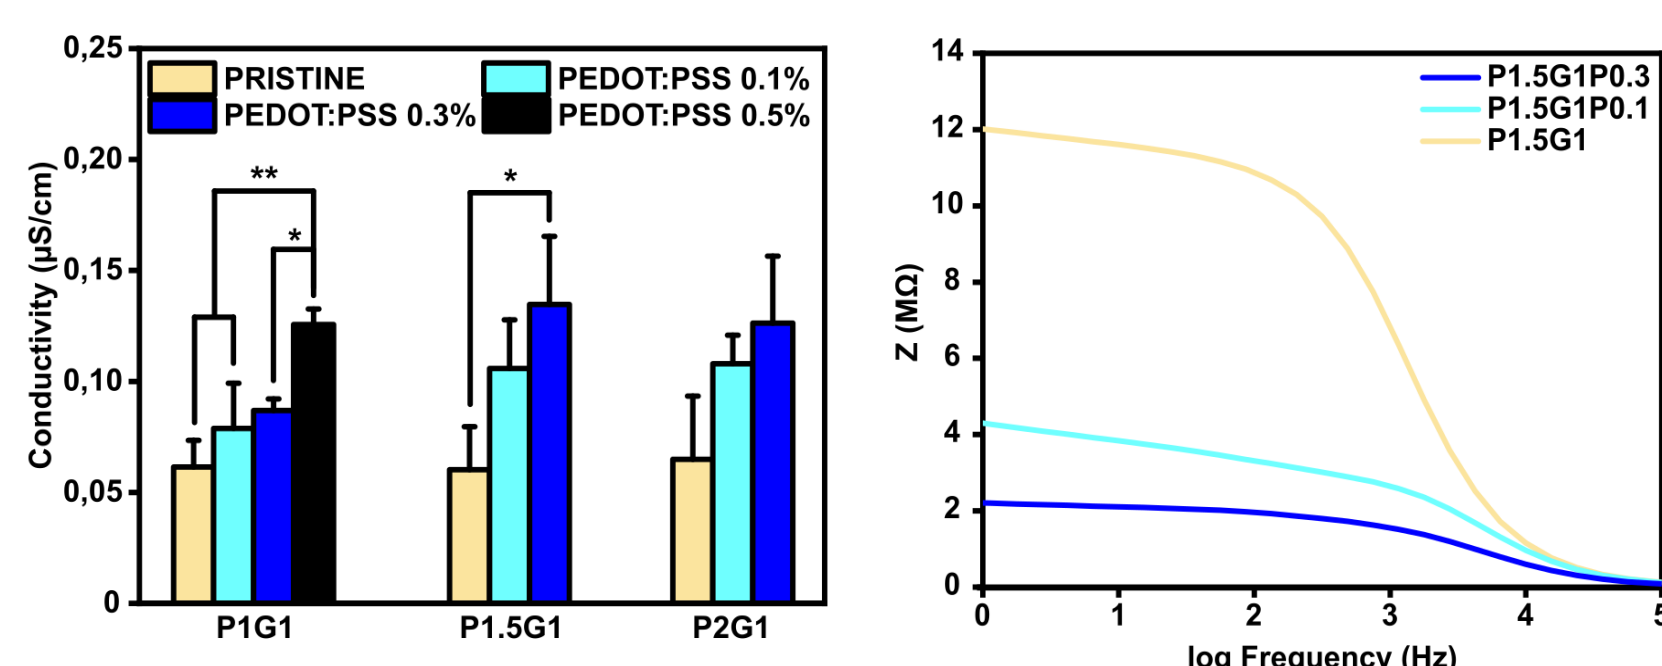 0,25
PRISTINE
PEDOT:PSS 0.1%
PEDOT:PSS 0.3%
PEDOT:PSS 0.5%
0,20
**
*
*
0,15
0,10
0,05
0
Conductivity (µS/cm)
P1G1
P1.5G1
P2G1
14
P1.5G1P0.3
P1.5G1P0.1
P1.5G1
12
10
8
6
4
2
0
Z (MΩ)
0
1
2
3
4
5
log Frequency (Hz)